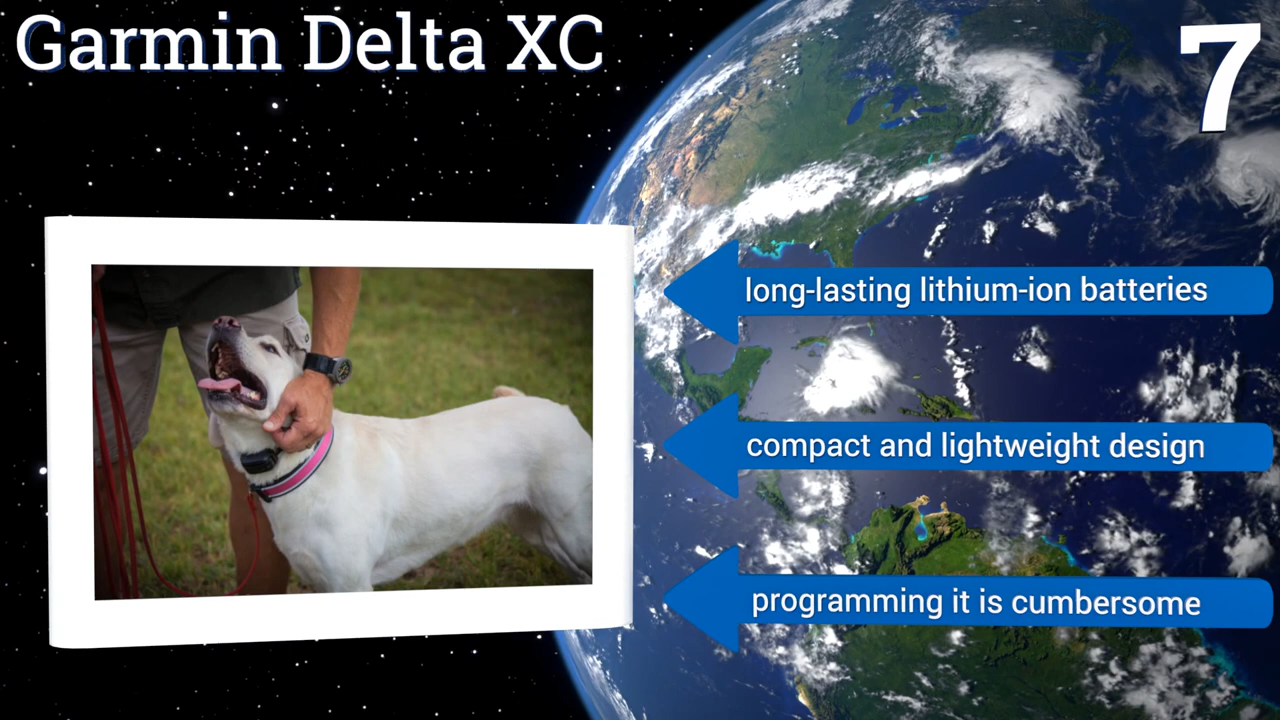 Garmin Delta XC
7
long-lasting lithium-ion batteries
compact and lightweight design
programming it is cumbersome